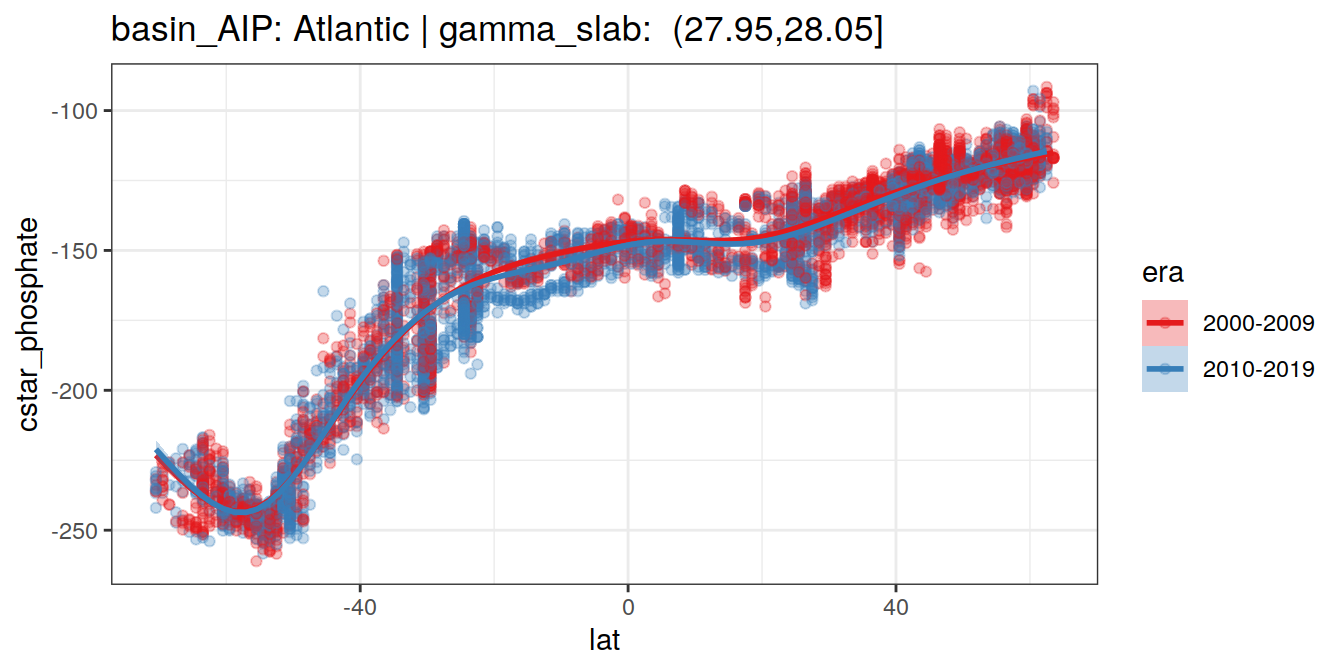 basin_AIP: Atlantic | gamma_slab:  (27.95,28.05]
-100
-150
-200
-250
cstar_phosphate
-40
0
40
lat
era
2000-2009
2010-2019